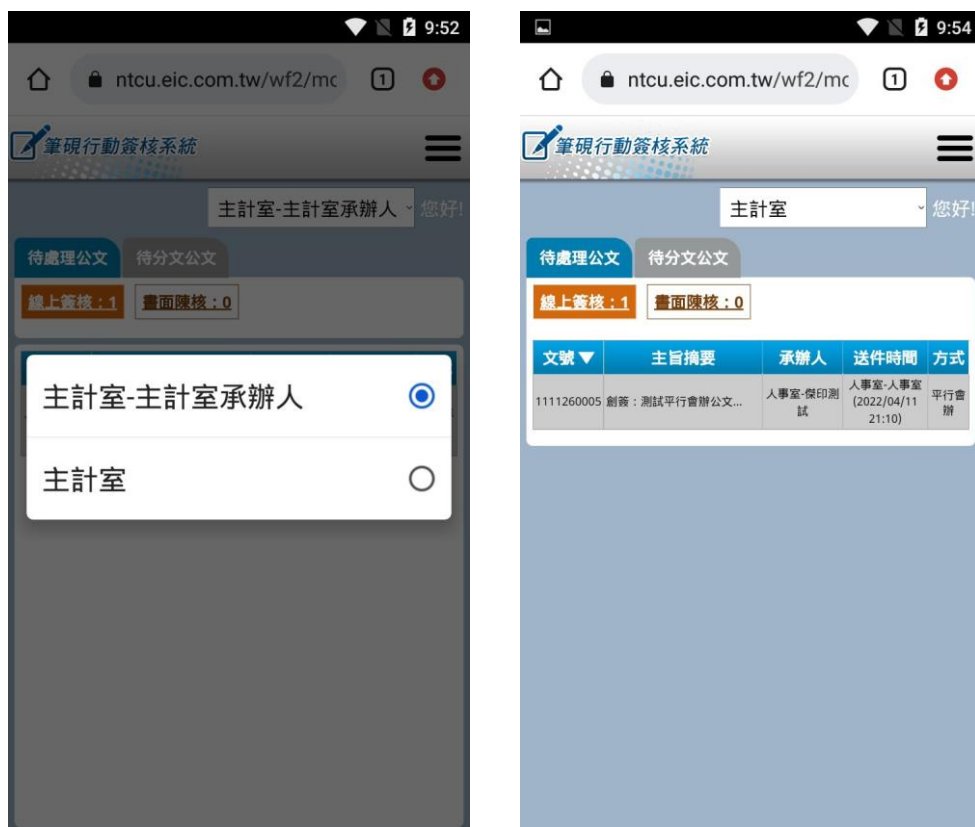 9:52
1
ntcu.eic.com.tw/wf2/mc
筆硯行動簽核系統
主計室-主計室承辦人
您好!
待處理公文
待分文公文
線上簽核：1
書面陳核：0
主計室-主計室承辦人
主計室
9:54
ntcu.eic.com.tw/wf2/mc
1
筆硯行動簽核系統
主計室
您好!
待處理公文
待分文公文
線上簽核：1
書面陳核：0
文號▼ 主旨摘要 承辦人 送件時間 方式
1111260005 創簽：測試平行會辦公文... 人事室-傑印測試 人事室-人事室 (2022/04/11 21:10) 平行會辦